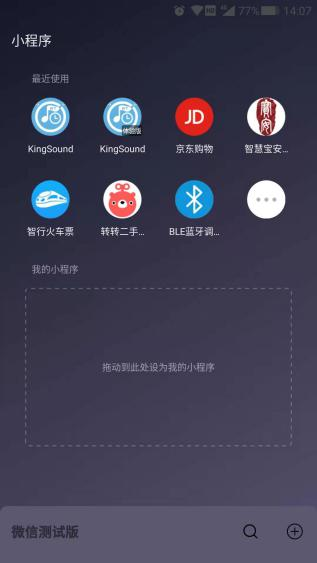 77% 14:07
小程序
最近使用
KingSound KingSound 京东购物 智慧宝安...
体验版
JD
智行火车票 转转二手... BLE蓝牙调...
我的小程序
拖动到此处设为我的小程序
微信测试版